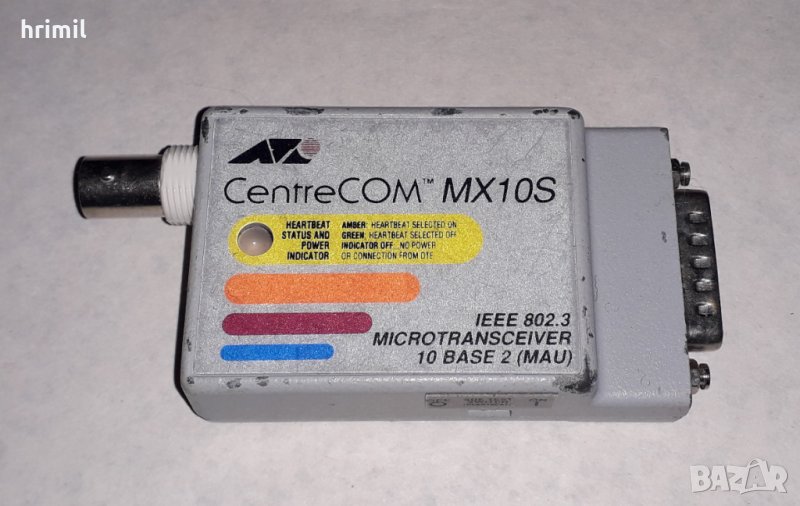 hrimil
CentreCOM™ MX10S
HEARTBEAT STATUS AND POWER INDICATOR
AMBER: HEARTBEAT SELECTED ON
GREEN: HEARTBEAT SELECTED OFF
INDICATOR OFF: NO POWER
OR CONNECTION FROM DTE
IEEE 802.3
MICROTRANSCEIVER
10 BASE 2 (MAU)
BAZAR